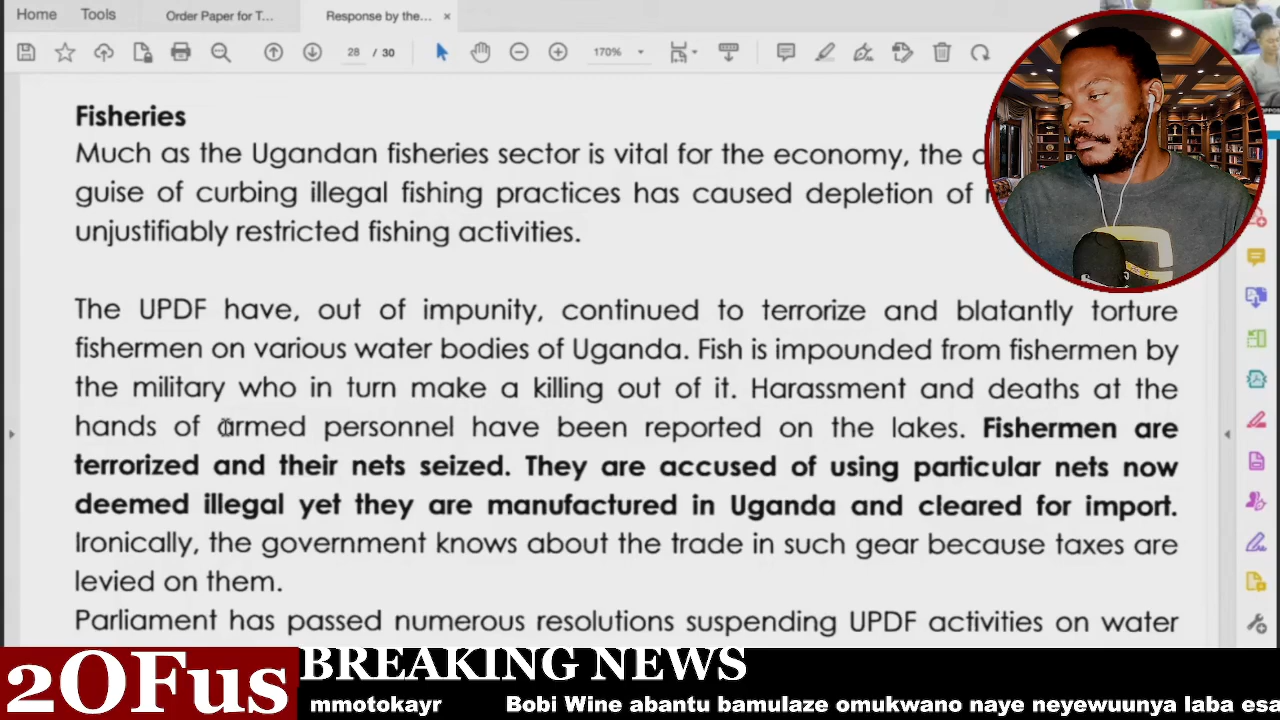 Home Tools Order Paper for T... Response by the... ×
28 / 30 170%
Fisheries
Much as the Ugandan fisheries sector is vital for the economy, the
guise of curbing illegal fishing practices has caused depletion of
unjustifiably restricted fishing activities.
The UPDF have, out of impunity, continued to terrorize and blatantly torture
fishermen on various water bodies of Uganda. Fish is impounded from fishermen by
the military who in turn make a killing out of it. Harassment and deaths at the
hands of armed personnel have been reported on the lakes. Fishermen are
terrorized and their nets seized. They are accused of using particular nets now
deemed illegal yet they are manufactured in Uganda and cleared for import.
Ironically, the government knows about the trade in such gear because taxes are
levied on them.
Parliament has passed numerous resolutions suspending UPDF activities on water
2OFus
BREAKING NEWS
mmotokayr Bobi Wine abantu bamulaze omukwano naye neyewuunya laba esa